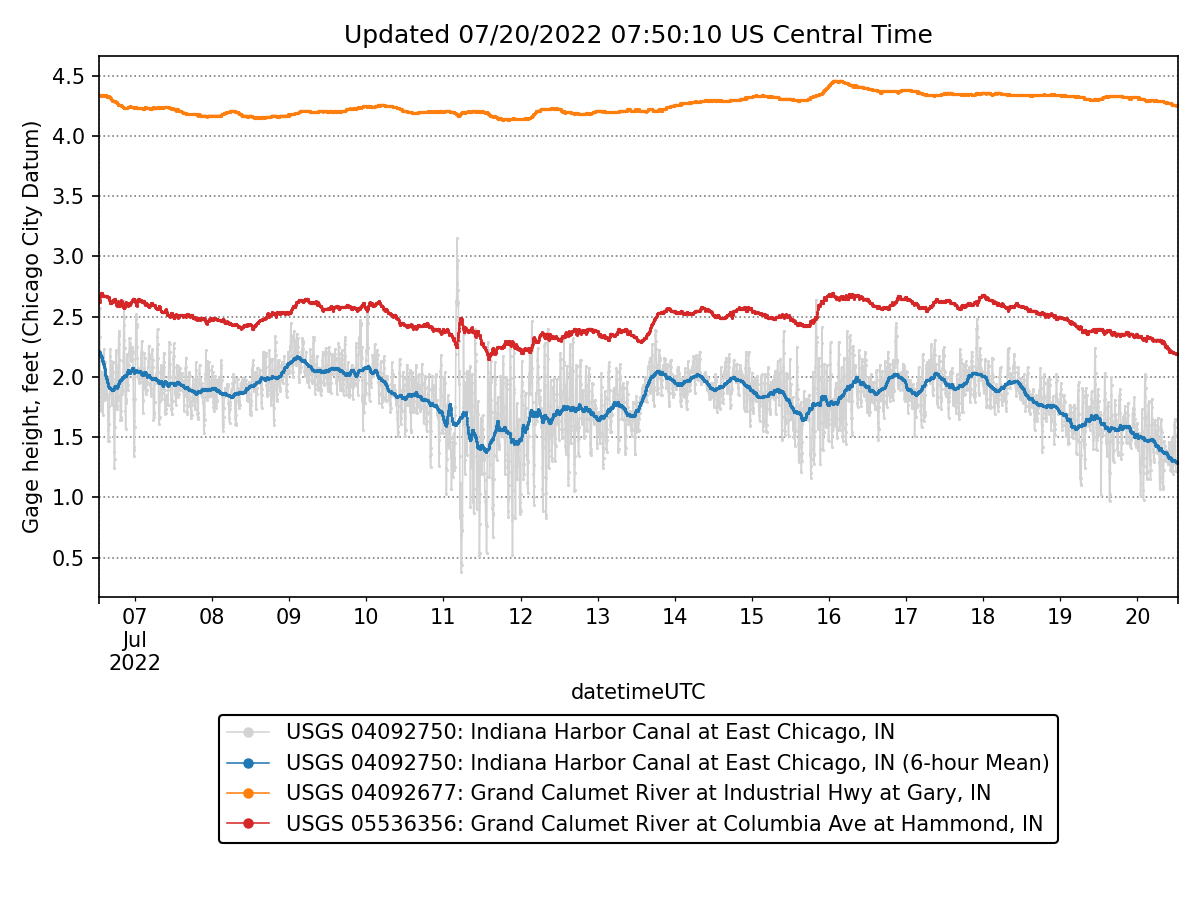 Updated 07/20/2022 07:50:10 US Central Time
Gage height, feet (Chicago City Datum)
4.5
4.0
3.5
3.0
2.5
2.0
1.5
1.0
0.5
07 08 09 10 11 12 13 14 15 16 17 18 19 20
Jul
2022
datetimeUTC
USGS 04092750: Indiana Harbor Canal at East Chicago, IN
USGS 04092750: Indiana Harbor Canal at East Chicago, IN (6-hour Mean)
USGS 04092677: Grand Calumet River at Industrial Hwy at Gary, IN
USGS 05536356: Grand Calumet River at Columbia Ave at Hammond, IN